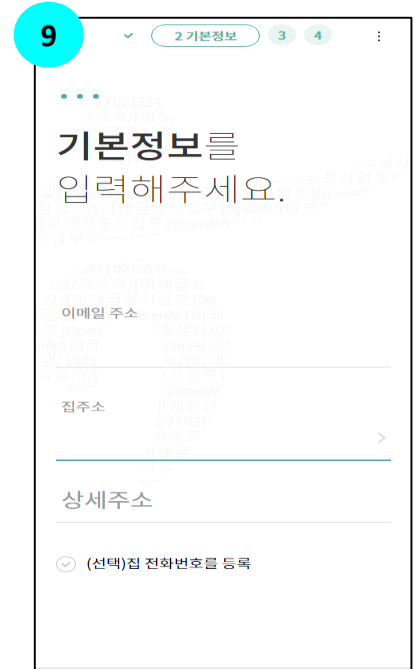 9
2 기본정보 3 4
기본정보를
입력해주세요.
이메일 주소
집주소
상세주소
(선택)집 전화번호를 등록